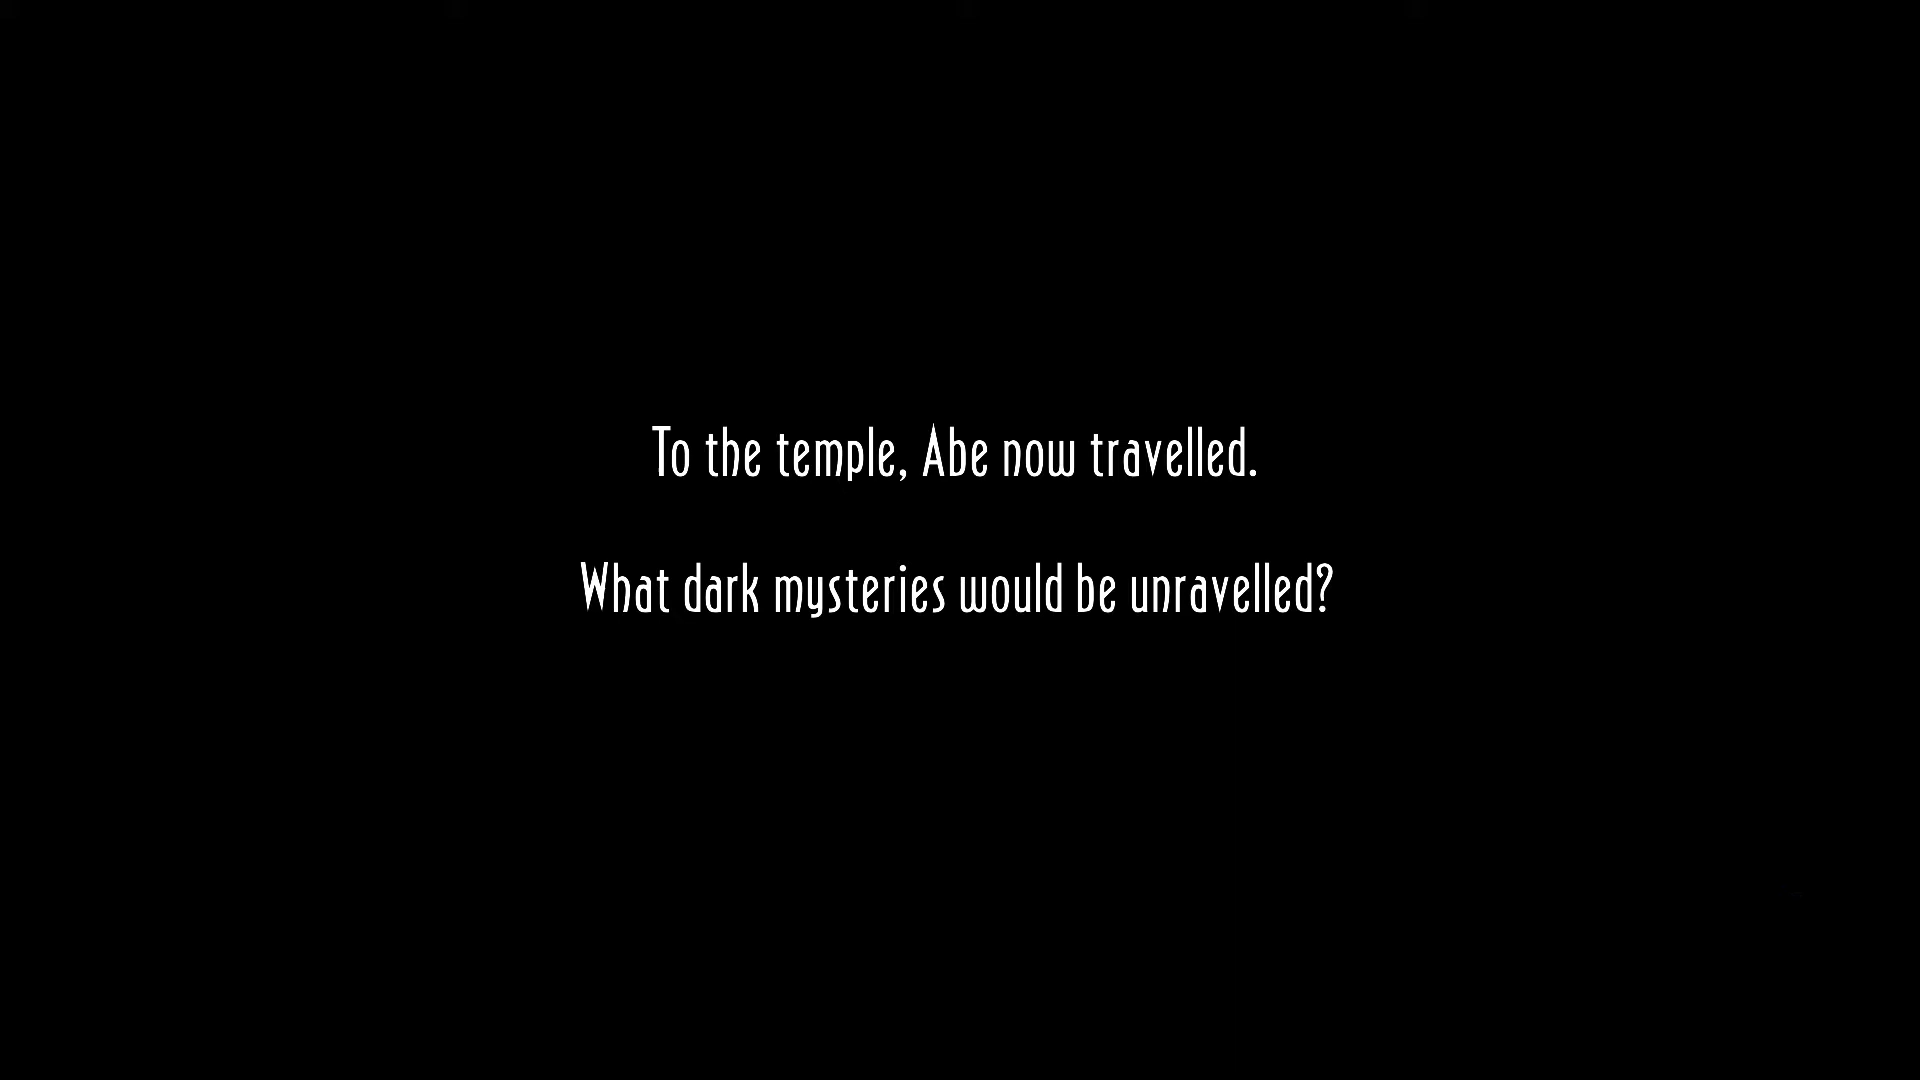 To the temple, Abe now travelled.
What dark mysteries would be unravelled?